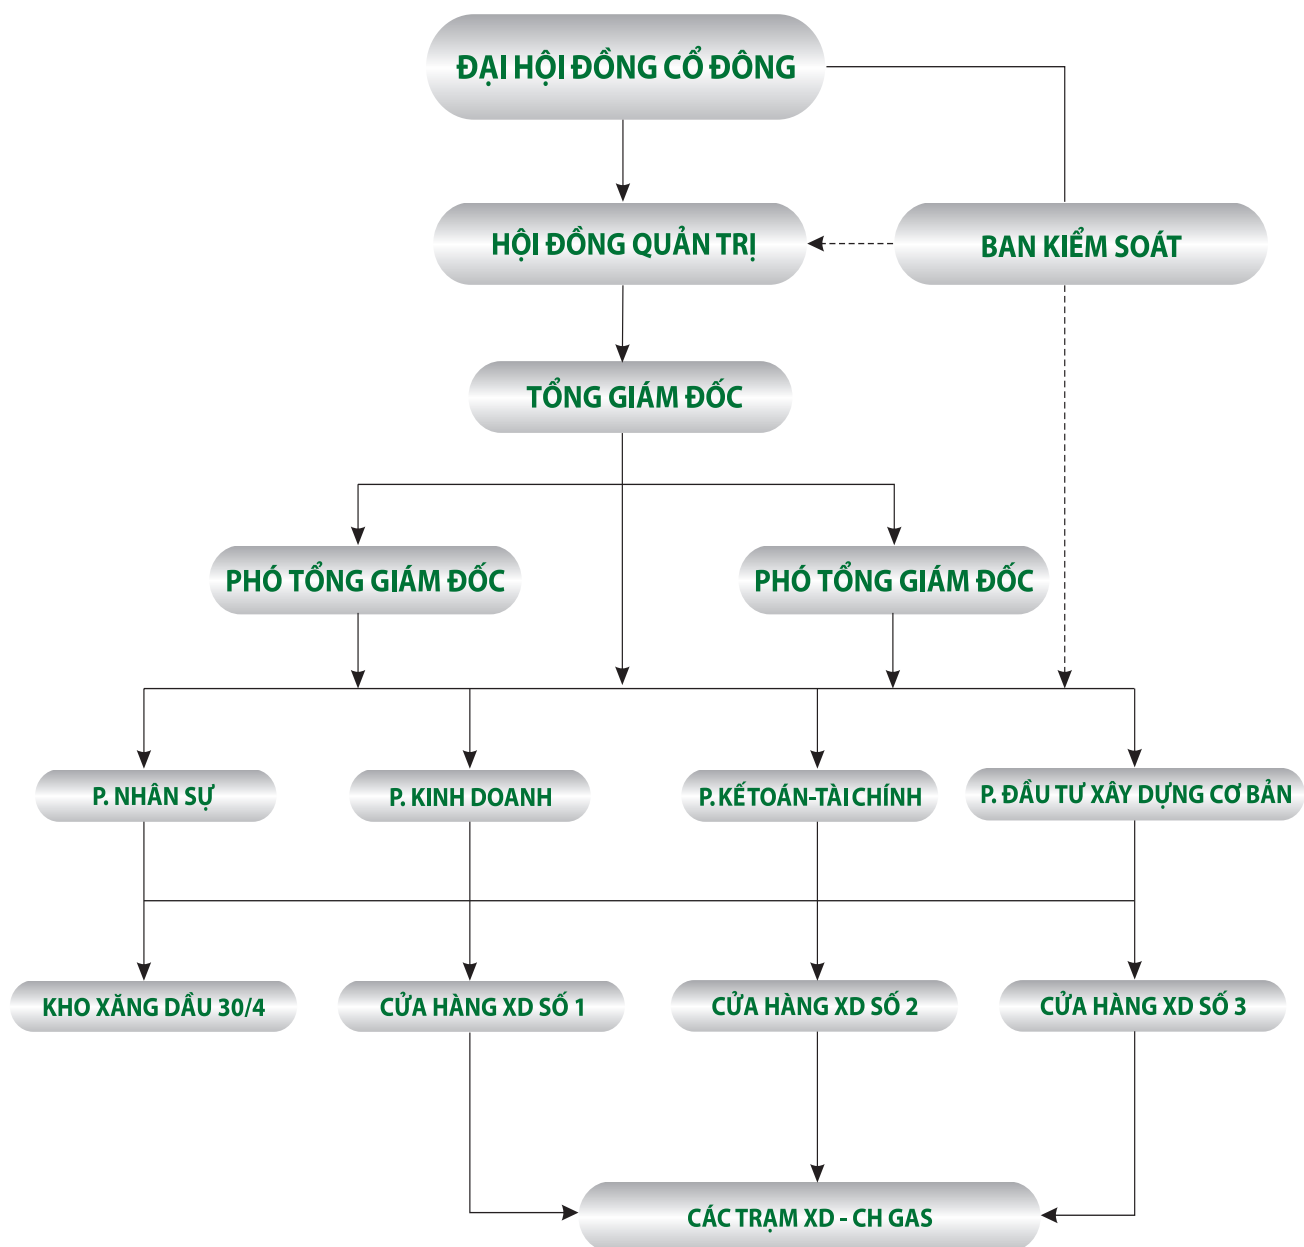 ĐẠI HỘI ĐỒNG CỔ ĐÔNG
HỘI ĐỒNG QUẢN TRỊ
BAN KIỂM SOÁT
TỔNG GIÁM ĐỐC
PHÓ TỔNG GIÁM ĐỐC
PHÓ TỔNG GIÁM ĐỐC
P. NHÂN SỰ
P. KINH DOANH
P. KẾ TOÁN-TÀI CHÍNH
P. ĐẦU TƯ XÂY DỰNG CƠ BẢN
KHO XĂNG DẦU 30/4
CỬA HÀNG XD SỐ 1
CỬA HÀNG XD SỐ 2
CỬA HÀNG XD SỐ 3
CÁC TRẠM XD - CH GAS